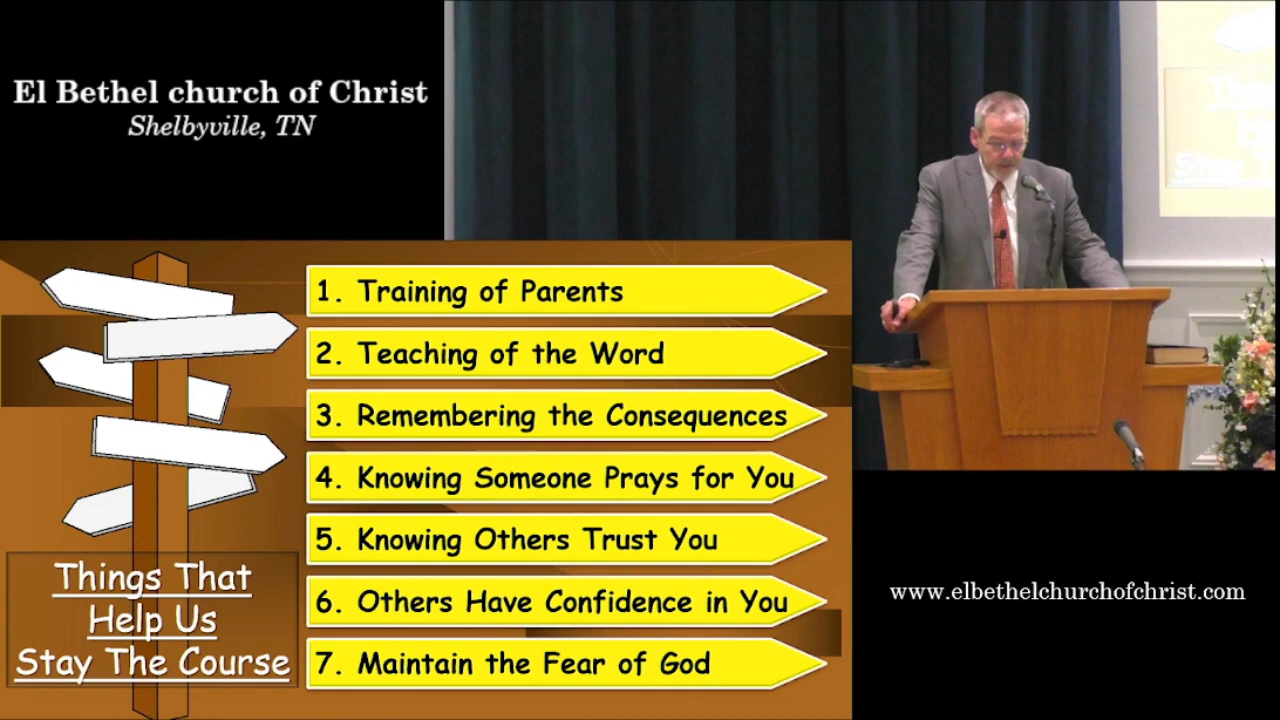 El Bethel church of Christ
Shelbyville, TN
1. Training of Parents
2. Teaching of the Word
3. Remembering the Consequences
4. Knowing Someone Prays for You
5. Knowing Others Trust You
6. Others Have Confidence in You
7. Maintain the Fear of God
Things That
Help Us
Stay The Course
www.elbethelchurchofchrist.com